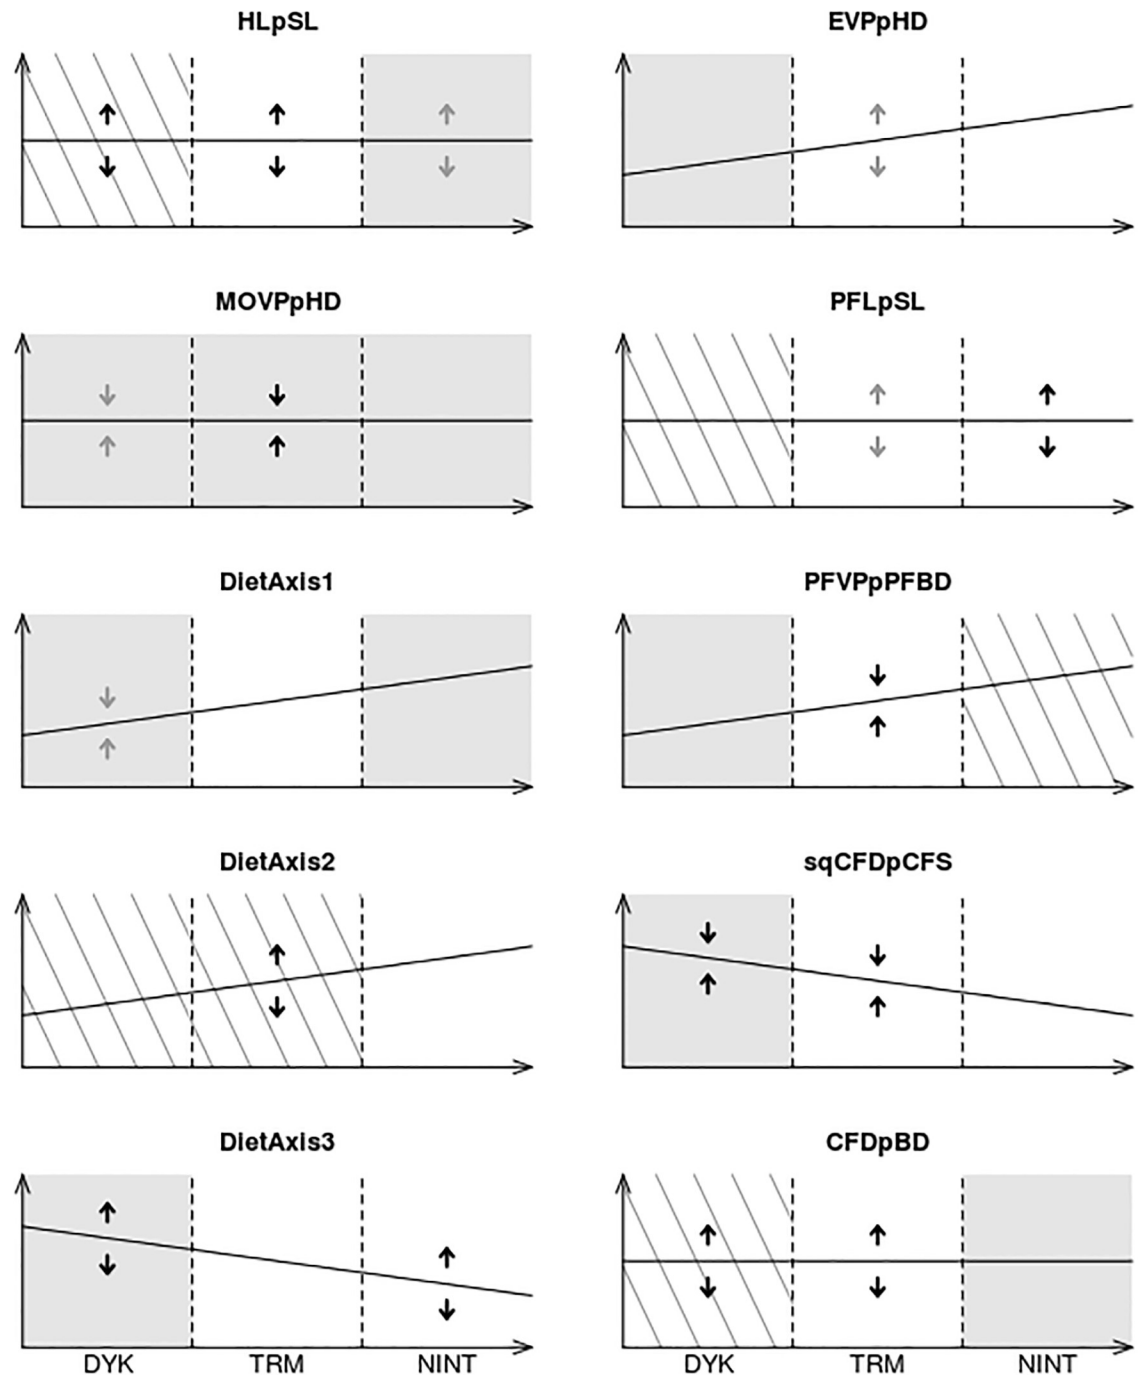 HLpSL
EVPpHD
MOVPpHD
PFLpSL
DietAxis1
PFVPpPFBD
DietAxis2
sqCFDpCFS
DietAxis3
CFDpBD
DYK TRM NINT
DYK TRM NINT